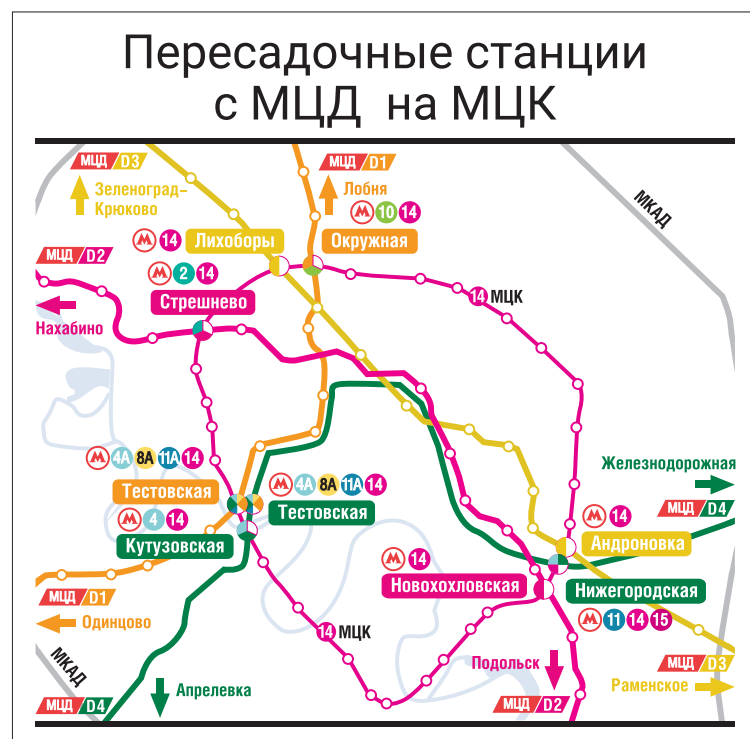 Пересадочные станции
с МЦД на МЦК
МЦД D3
Зеленоград–
Крюково
МЦД D1
Лобня
М 10 14
Окружная
МКАД
М 14
Лихоборы
МЦД D2
М 2 14
Стрешнево
Нахабино
14 МЦК
М 4А 8А 11А 14
Тестовская
М 4А 8А 11А 14
Тестовская
М 4 14
Кутузовская
Железнодорожная
МЦД D4
М 14
Андроновка
М 14
Новохохловская
Нижегородская
М 11 14 15
МЦД D1
Одинцово
14 МЦК
МКАД
Подольск
МЦД D3
Раменское
Апрелевка
МЦД D4
МЦД D2